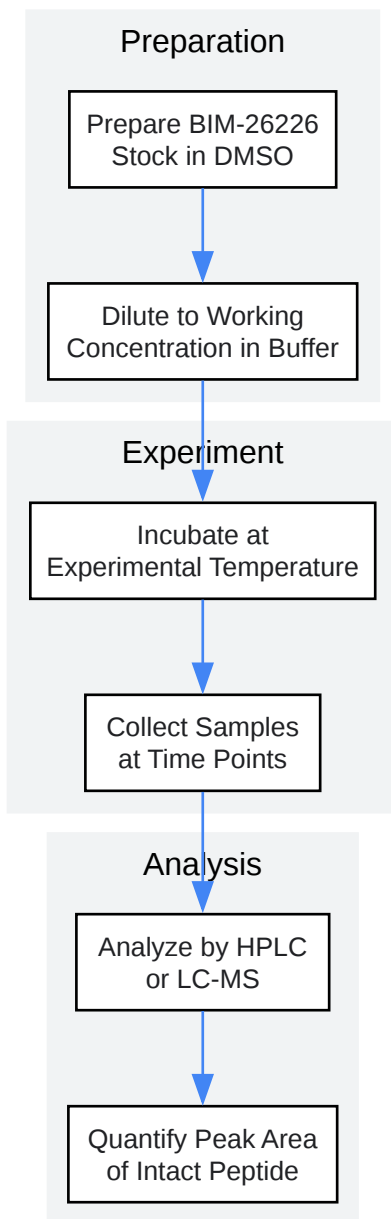 Preparation
Prepare BIM-26226
Stock in DMSO
Dilute to Working
Concentration in Buffer
Experiment
Incubate at
Experimental Temperature
Collect Samples
at Time Points
Analysis
Analyze by HPLC
or LC-MS
Quantify Peak Area
of Intact Peptide